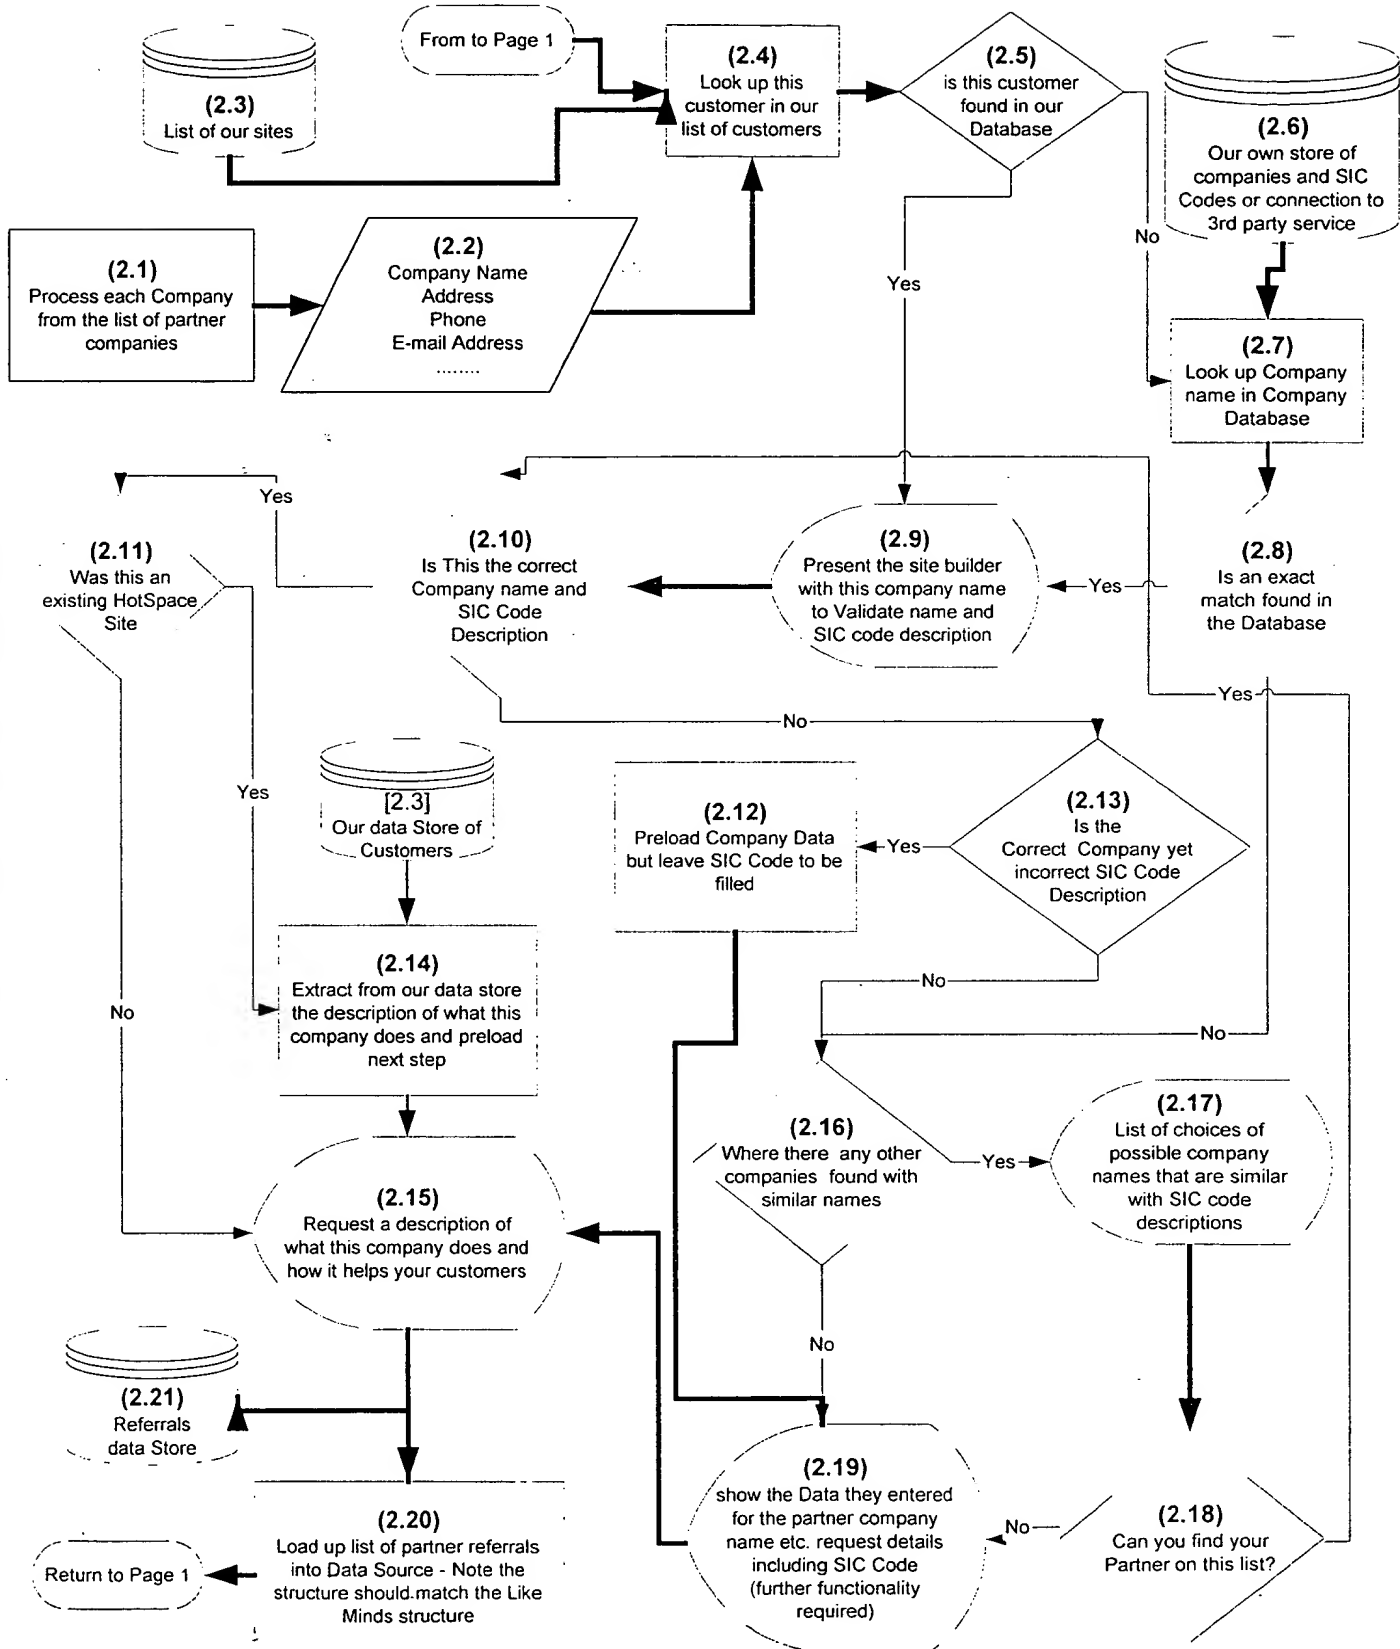 From to Page 1
(2.3)
List of our sites
(2.4)
Look up this
customer in our
list of customers
(2.5)
is this customer
found in our
Database
(2.6)
Our own store of
companies and SIC
Codes or connection to
3rd party service
(2.1)
Process each Company
from the list of partner
companies
(2.2)
Company Name
Address
Phone
E-mail Address
........
Yes
No
(2.7)
Look up Company
name in Company
Database
Yes
(2.11)
Was this an
existing HotSpace
Site
(2.10)
Is This the correct
Company name and
SIC Code
Description
(2.9)
Present the site builder
with this company name
to Validate name and
SIC code description
Yes
(2.8)
Is an exact
match found in
the Database
Yes
No
Yes
[2.3]
Our data Store of
Customers
(2.12)
Preload Company Data
but leave SIC Code to be
filled
Yes
(2.13)
Is the
Correct Company yet
incorrect SIC Code
Description
No
No
No
(2.14)
Extract from our data store
the description of what this
company does and preload
next step
(2.16)
Where there any other
companies found with
similar names
Yes
(2.17)
List of choices of
possible company
names that are similar
with SIC code
descriptions
(2.15)
Request a description of
what this company does and
how it helps your customers
No
(2.21)
Referrals
data Store
(2.20)
Load up list of partner referrals
into Data Source - Note the
structure should match the Like
Minds structure
Return to Page 1
(2.19)
show the Data they entered
for the partner company
name etc. request details
including SIC Code
(further functionality
required)
No
(2.18)
Can you find your
Partner on this list?